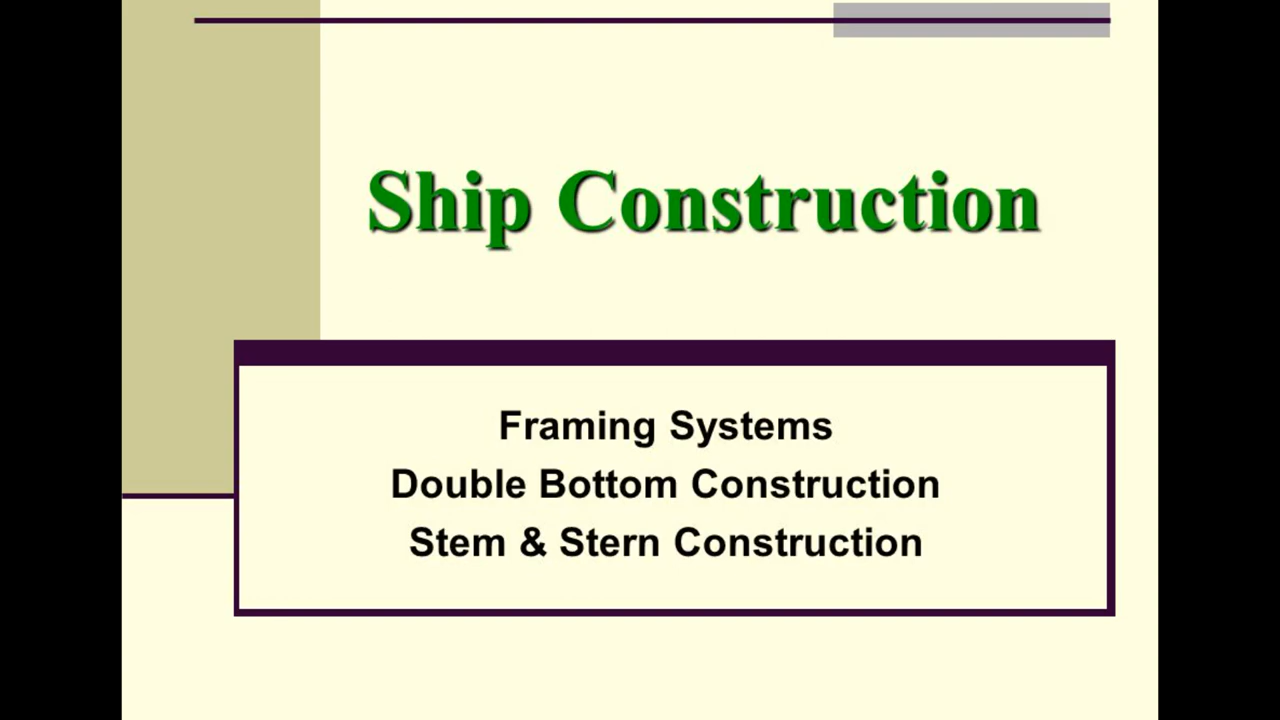 Ship Construction
Framing Systems
Double Bottom Construction
Stem & Stern Construction